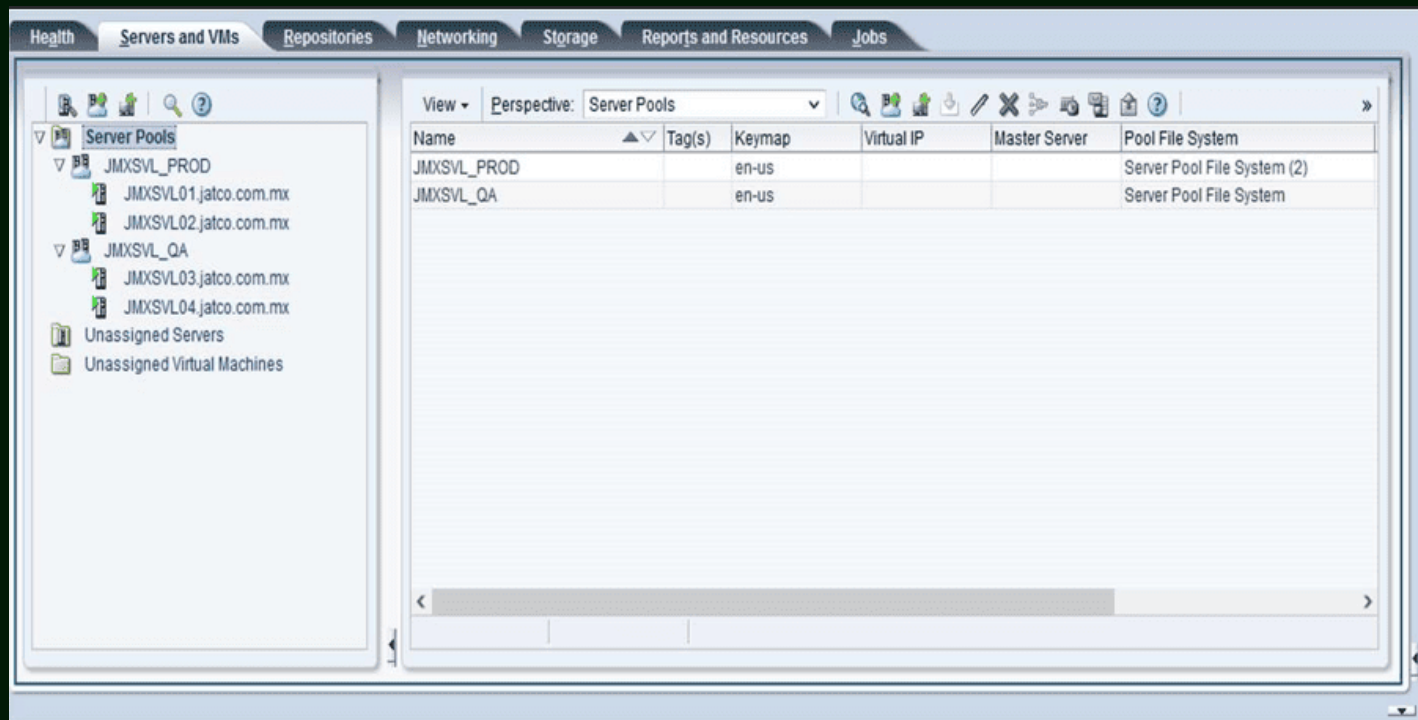 Health Servers and VMs Repositories Networking Storage Reports and Resources Jobs
Server Pools
JMXSVL_PROD
JMXSVL01.jatco.com.mx
JMXSVL02.jatco.com.mx
JMXSVL_QA
JMXSVL03.jatco.com.mx
JMXSVL04.jatco.com.mx
Unassigned Servers
Unassigned Virtual Machines
View Perspective: Server Pools
Name Tag(s) Keymap Virtual IP Master Server Pool File System
JMXSVL_PROD en-us Server Pool File System (2)
JMXSVL_QA en-us Server Pool File System